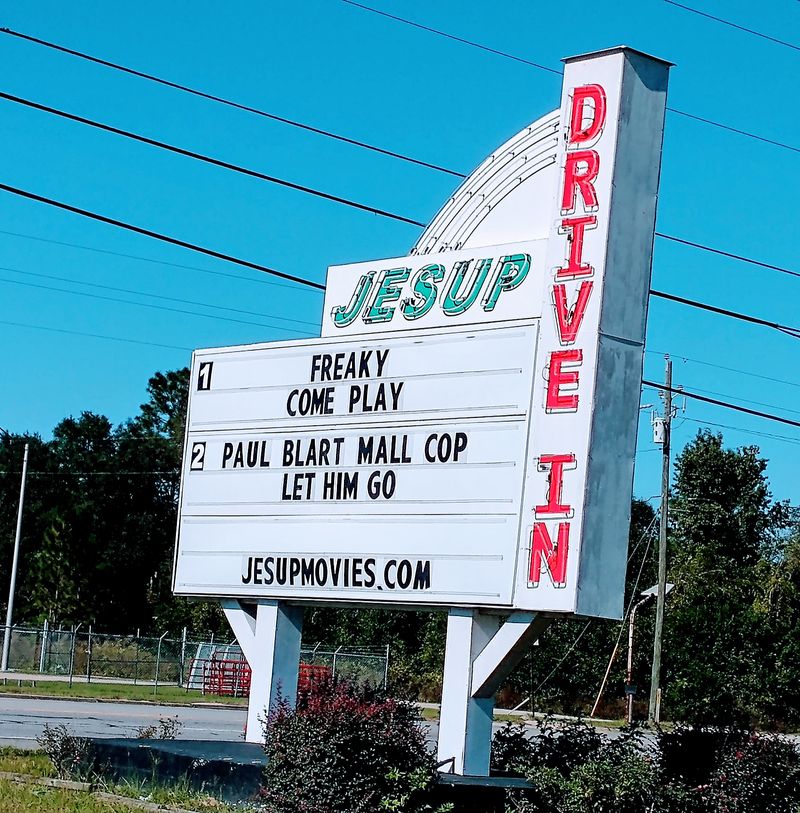 DRIVE IN
JESUP
1 FREAKY
COME PLAY
2 PAUL BLART MALL COP
LET HIM GO
JESUPMOVIES.COM